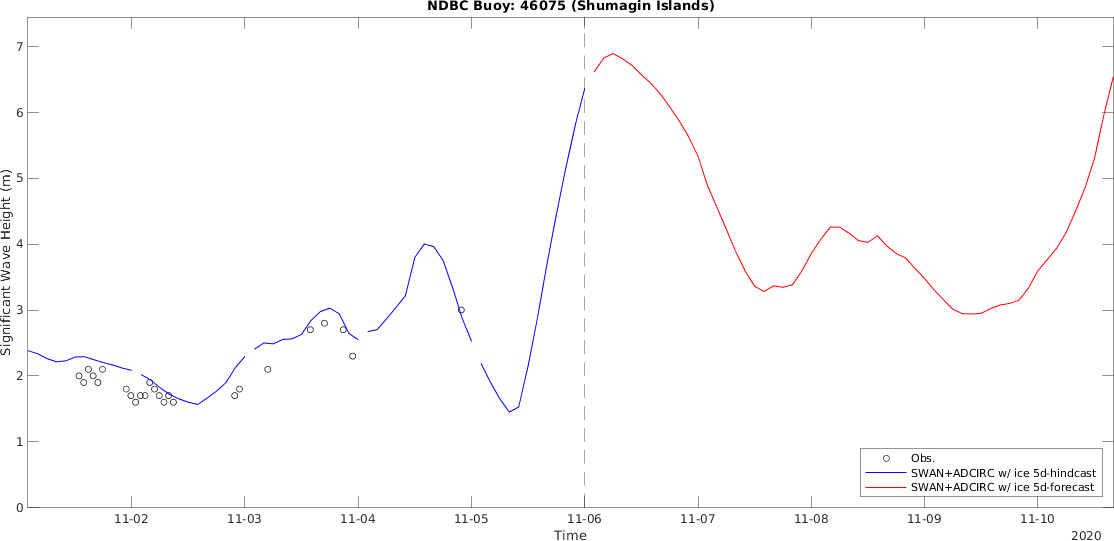 NDBC Buoy: 46075 (Shumagin Islands)
Significant Wave Height (m)
7
6
5
4
3
2
1
0
Obs.
SWAN+ADCIRC w/ ice 5d-hindcast
SWAN+ADCIRC w/ ice 5d-forecast
11-02 11-03 11-04 11-05 11-06 11-07 11-08 11-09 11-10
Time
2020